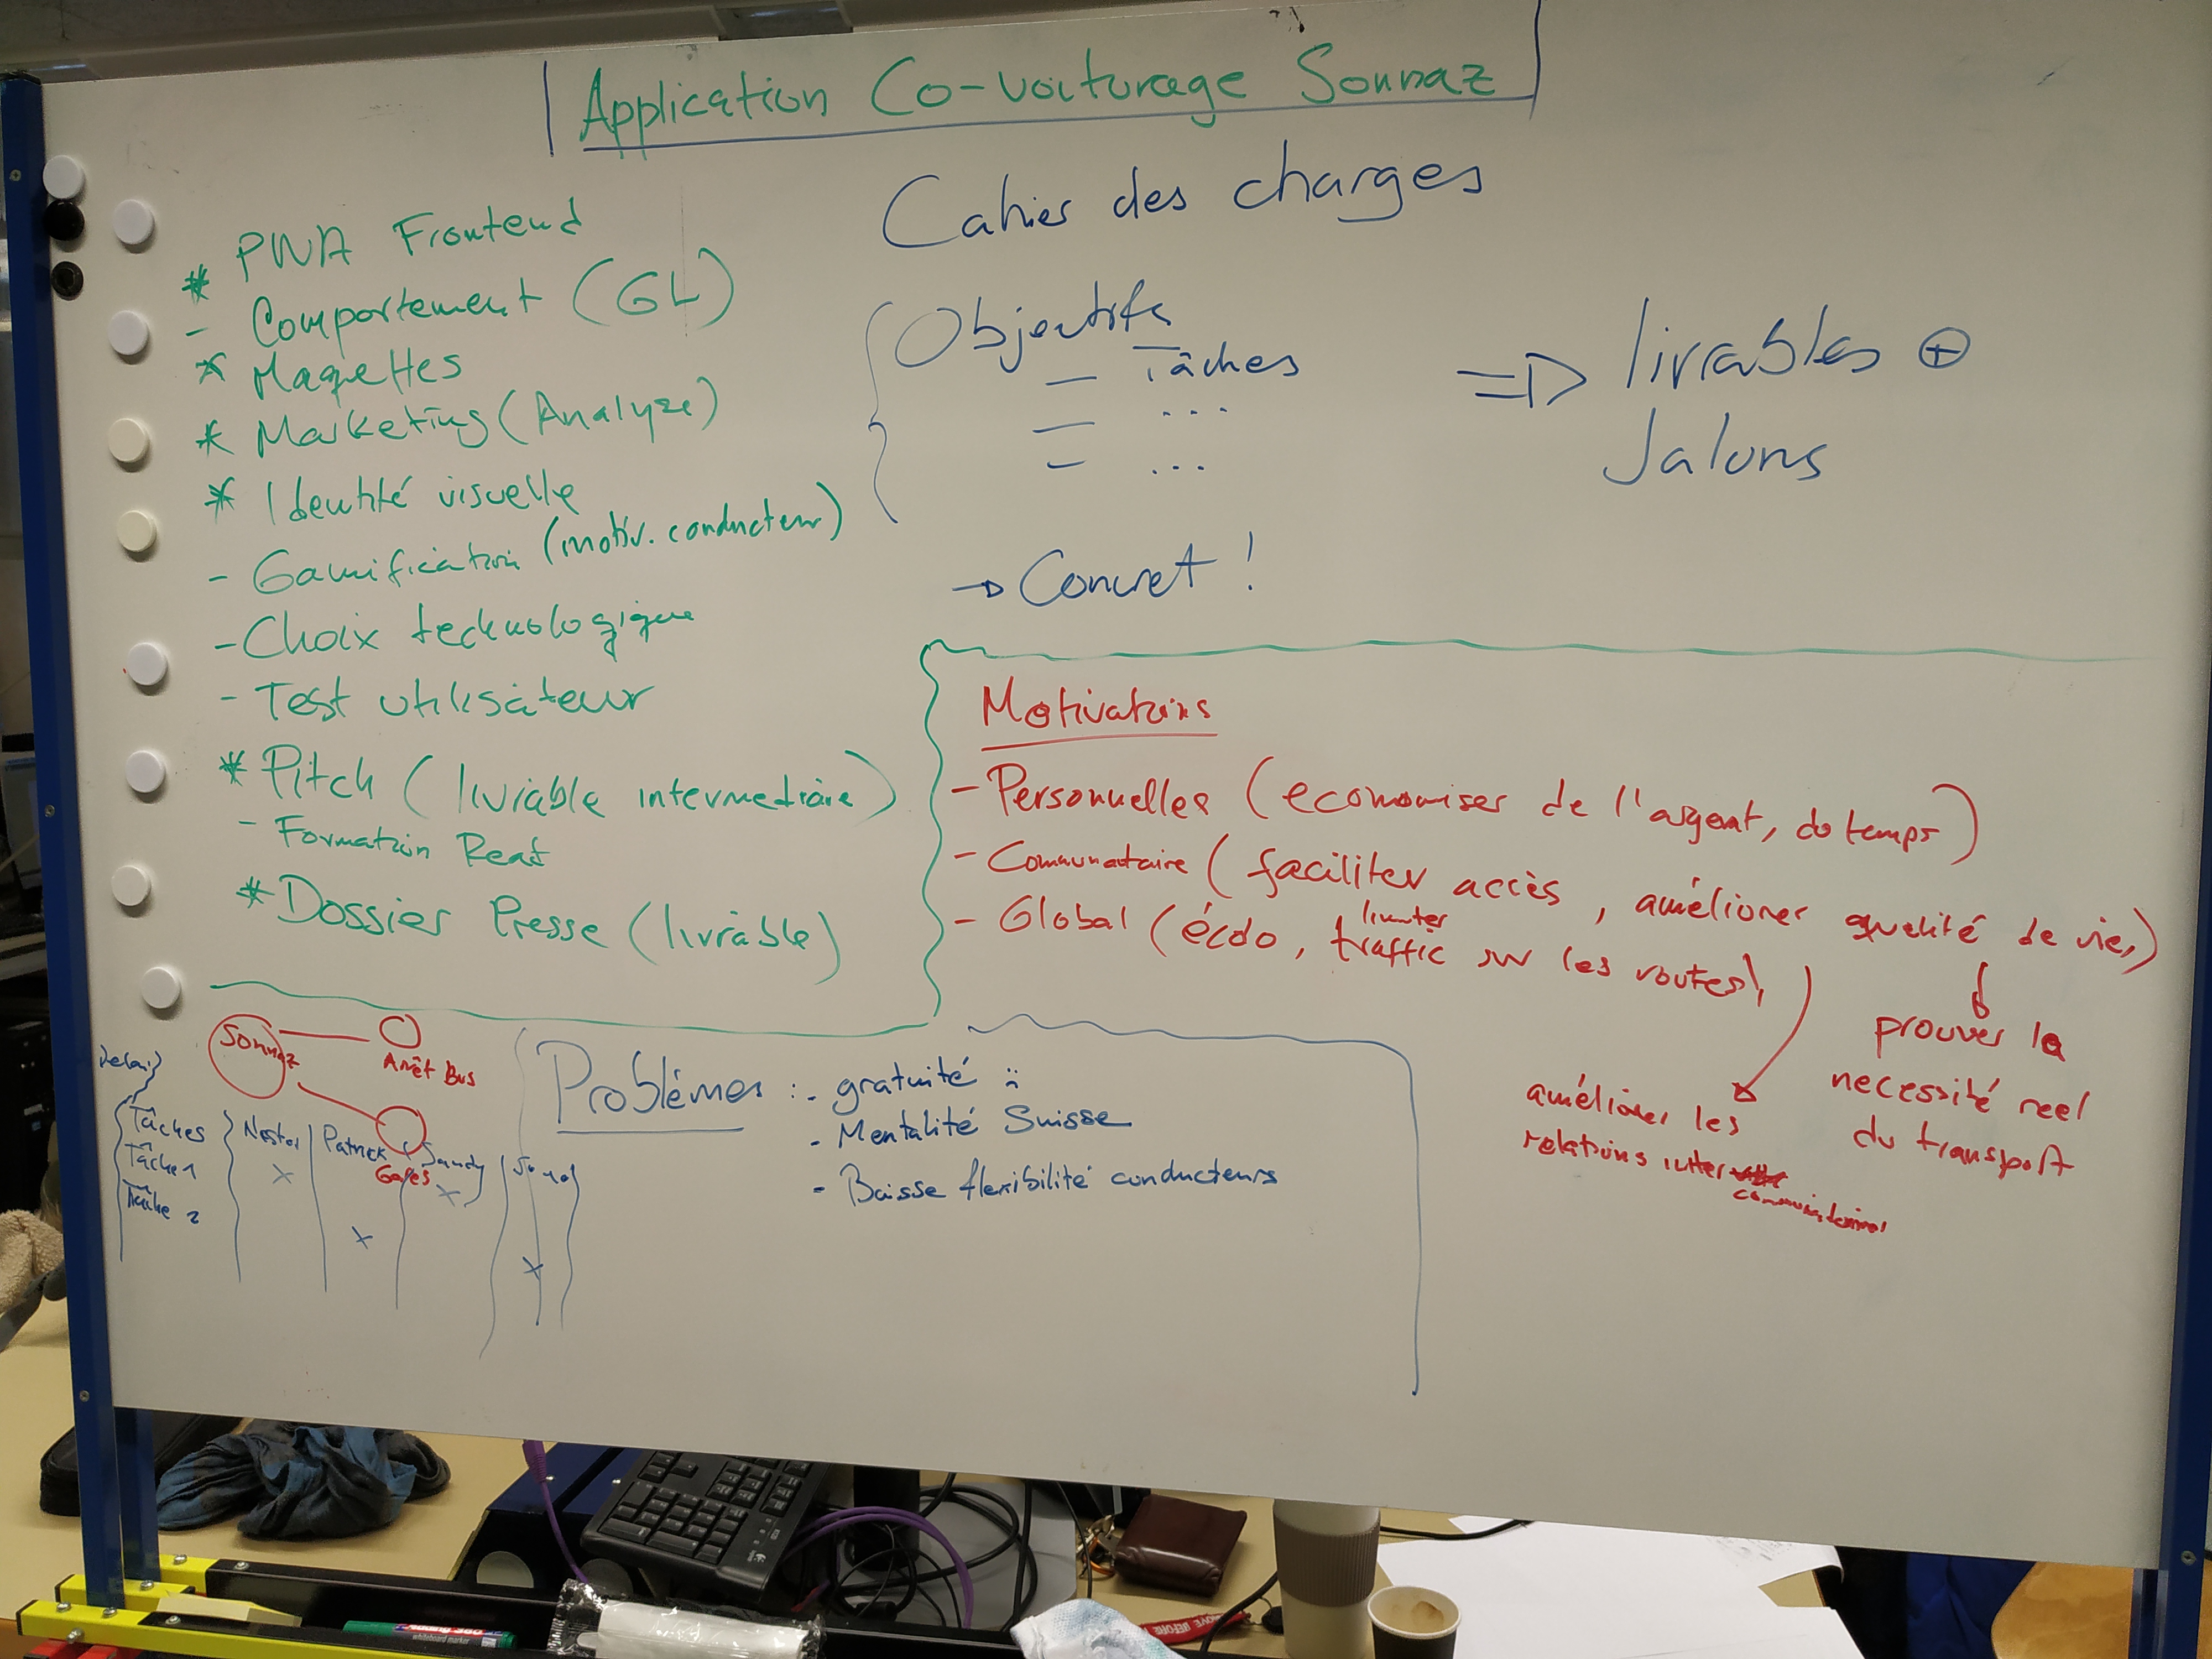 Application Co-voiturage Sonnaz
Cahier des charges
* PWA Frontend
- Comportement (GL)
* Maquettes
* Marketing (Analyze)
* Identité visuelle
- Gamification (motiv. conducteur)
- Choix technologique
- Test utilisateur
* Pitch (livrable intermediaire)
- Formation React
* Dossier Presse (livrable)
Objectifs
- Tâches
- ...
- ...
=> livrables ⊕
Jalons
→ Concret !
Motivations
- Personnelles (economiser de l'argent, du temps)
- Communautaire (faciliter accès, améliorer qualité de vie,)
- Global (écolo, limiter traffic sur les routes),
prouver la
necessité reel
du transport
améliorer les
relations inter
Sonnaz
Arrêt Bus
Gares
Delai
Tâches Nestor Patrick Sandy
Tâche 1 x x
Tâche 2 x
x
Problèmes : - gratuité :
- Mentalité Suisse
- Baisse flexibilité conducteurs
whiteboard marker